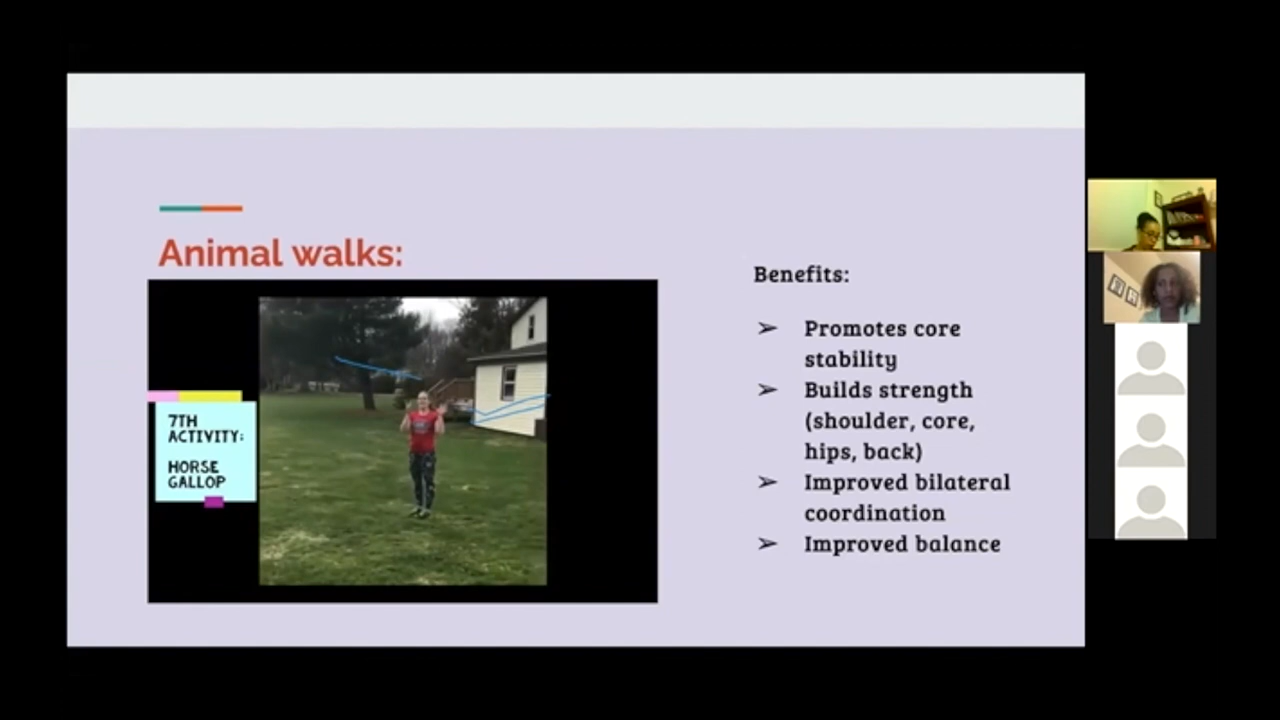 Animal walks:
7TH
ACTIVITY:
HORSE
GALLOP
Benefits:
➢ Promotes core
stability
➢ Builds strength
(shoulder, core,
hips, back)
➢ Improved bilateral
coordination
➢ Improved balance